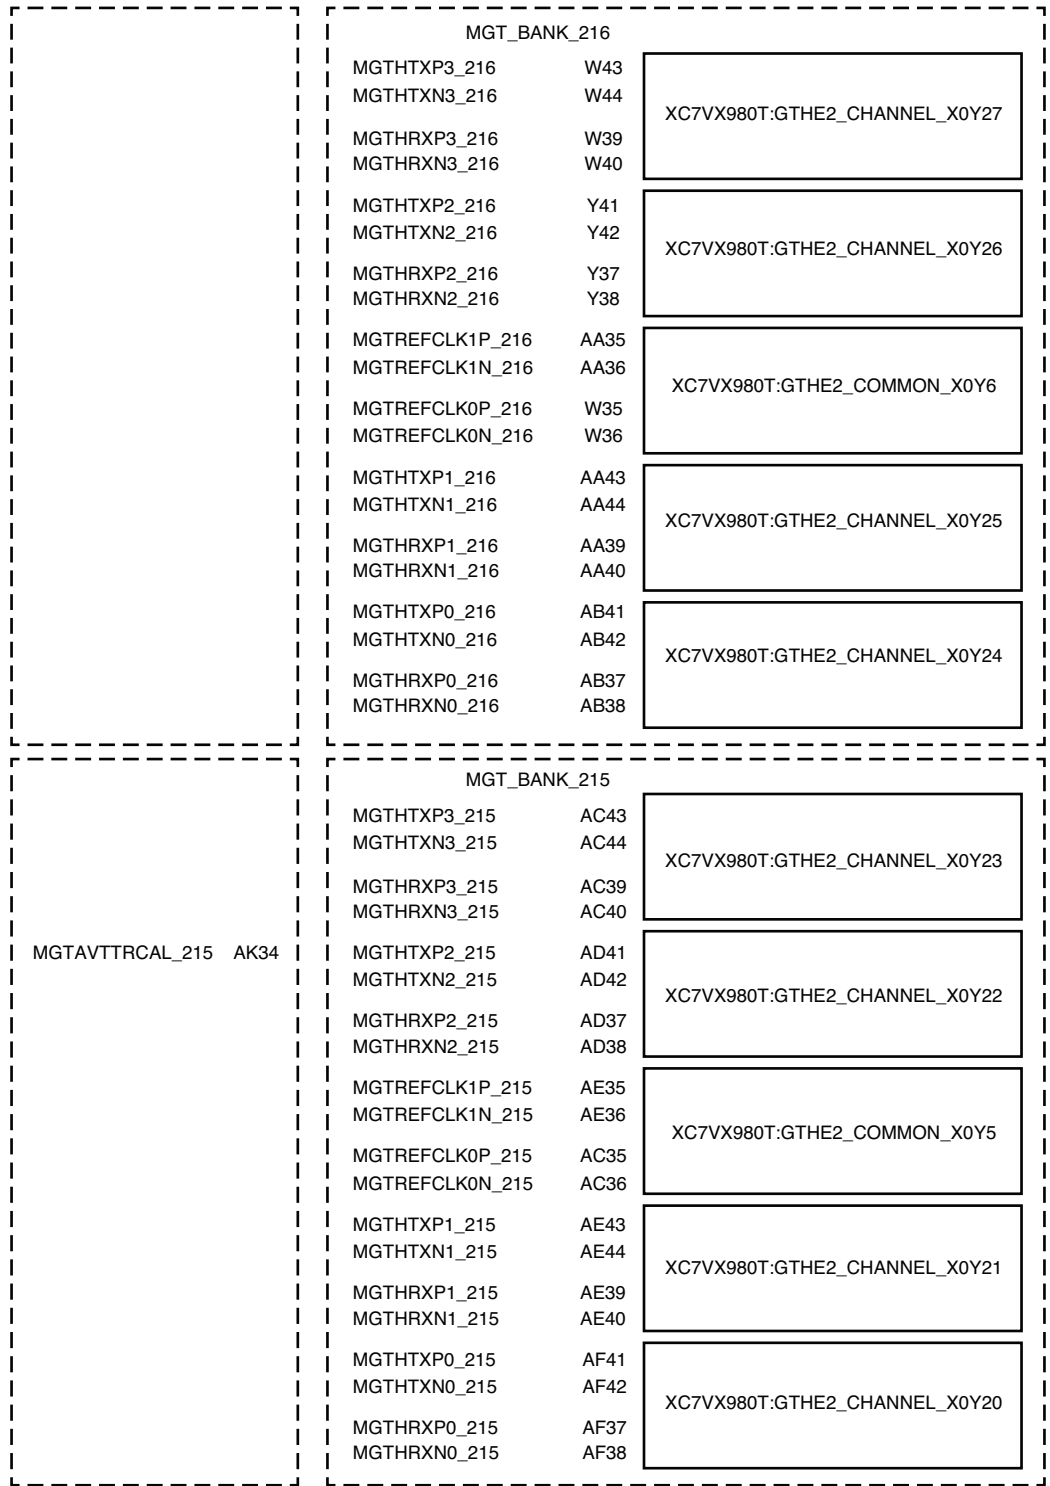 MGT_BANK_216
MGTHTXP3_216 W43
MGTHTXN3_216 W44
XC7VX980T:GTHE2_CHANNEL_X0Y27
MGTHRXP3_216 W39
MGTHRXN3_216 W40
MGTHTXP2_216 Y41
MGTHTXN2_216 Y42
XC7VX980T:GTHE2_CHANNEL_X0Y26
MGTHRXP2_216 Y37
MGTHRXN2_216 Y38
MGTREFCLK1P_216 AA35
MGTREFCLK1N_216 AA36
XC7VX980T:GTHE2_COMMON_X0Y6
MGTREFCLK0P_216 W35
MGTREFCLK0N_216 W36
MGTHTXP1_216 AA43
MGTHTXN1_216 AA44
XC7VX980T:GTHE2_CHANNEL_X0Y25
MGTHRXP1_216 AA39
MGTHRXN1_216 AA40
MGTHTXP0_216 AB41
MGTHTXN0_216 AB42
XC7VX980T:GTHE2_CHANNEL_X0Y24
MGTHRXP0_216 AB37
MGTHRXN0_216 AB38
MGT_BANK_215
MGTHTXP3_215 AC43
MGTHTXN3_215 AC44
XC7VX980T:GTHE2_CHANNEL_X0Y23
MGTHRXP3_215 AC39
MGTHRXN3_215 AC40
MGTAVTTRCAL_215 AK34
MGTHTXP2_215 AD41
MGTHTXN2_215 AD42
XC7VX980T:GTHE2_CHANNEL_X0Y22
MGTHRXP2_215 AD37
MGTHRXN2_215 AD38
MGTREFCLK1P_215 AE35
MGTREFCLK1N_215 AE36
XC7VX980T:GTHE2_COMMON_X0Y5
MGTREFCLK0P_215 AC35
MGTREFCLK0N_215 AC36
MGTHTXP1_215 AE43
MGTHTXN1_215 AE44
XC7VX980T:GTHE2_CHANNEL_X0Y21
MGTHRXP1_215 AE39
MGTHRXN1_215 AE40
MGTHTXP0_215 AF41
MGTHTXN0_215 AF42
XC7VX980T:GTHE2_CHANNEL_X0Y20
MGTHRXP0_215 AF37
MGTHRXN0_215 AF38